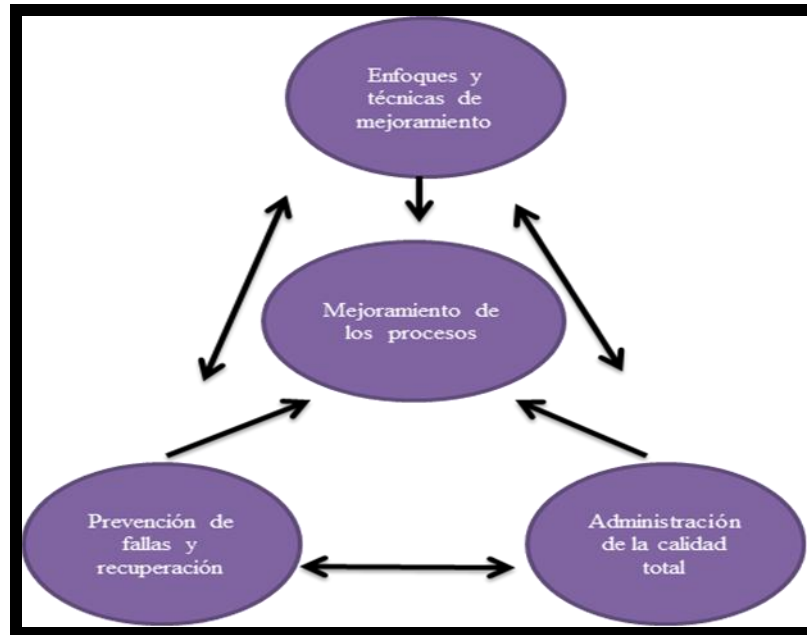 Enfoques y
técnicas de
mejoramiento
Mejoramiento de
los procesos
Prevención de
fallas y
recuperación
Administración
de la calidad
total